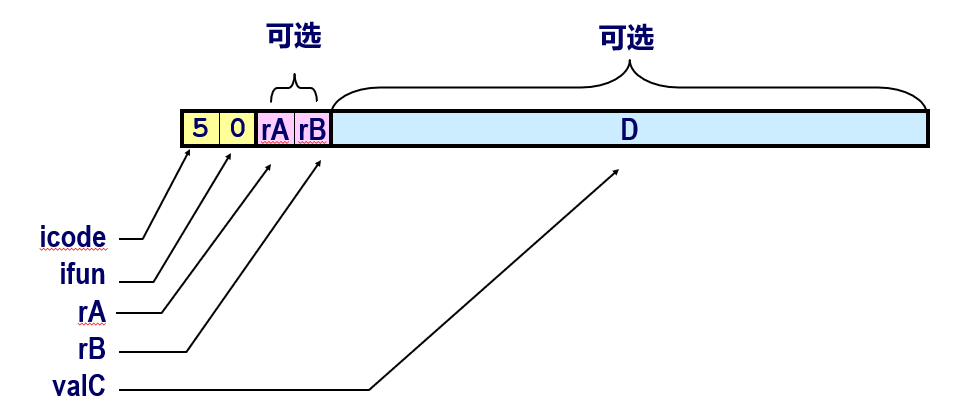 可选 可选
5 0 rA rB D
icode
ifun
rA
rB
valC